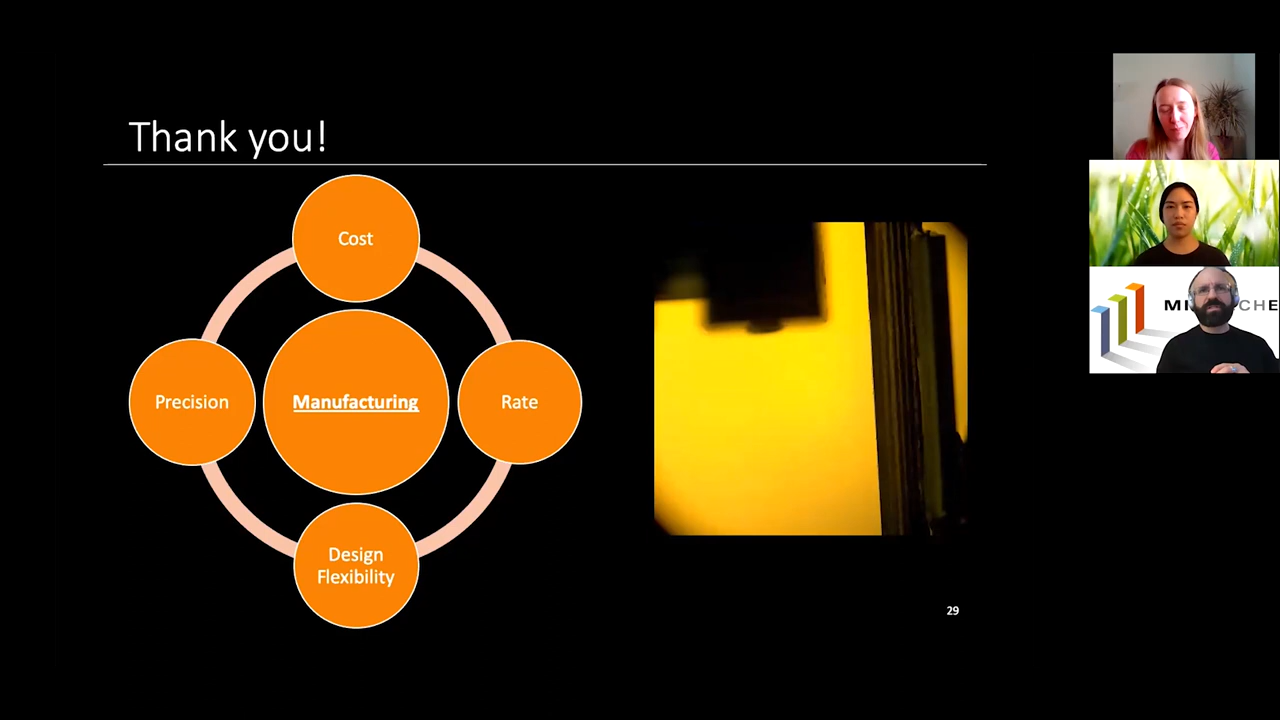 Thank you!
Cost
Precision
Manufacturing
Rate
Design
Flexibility
29